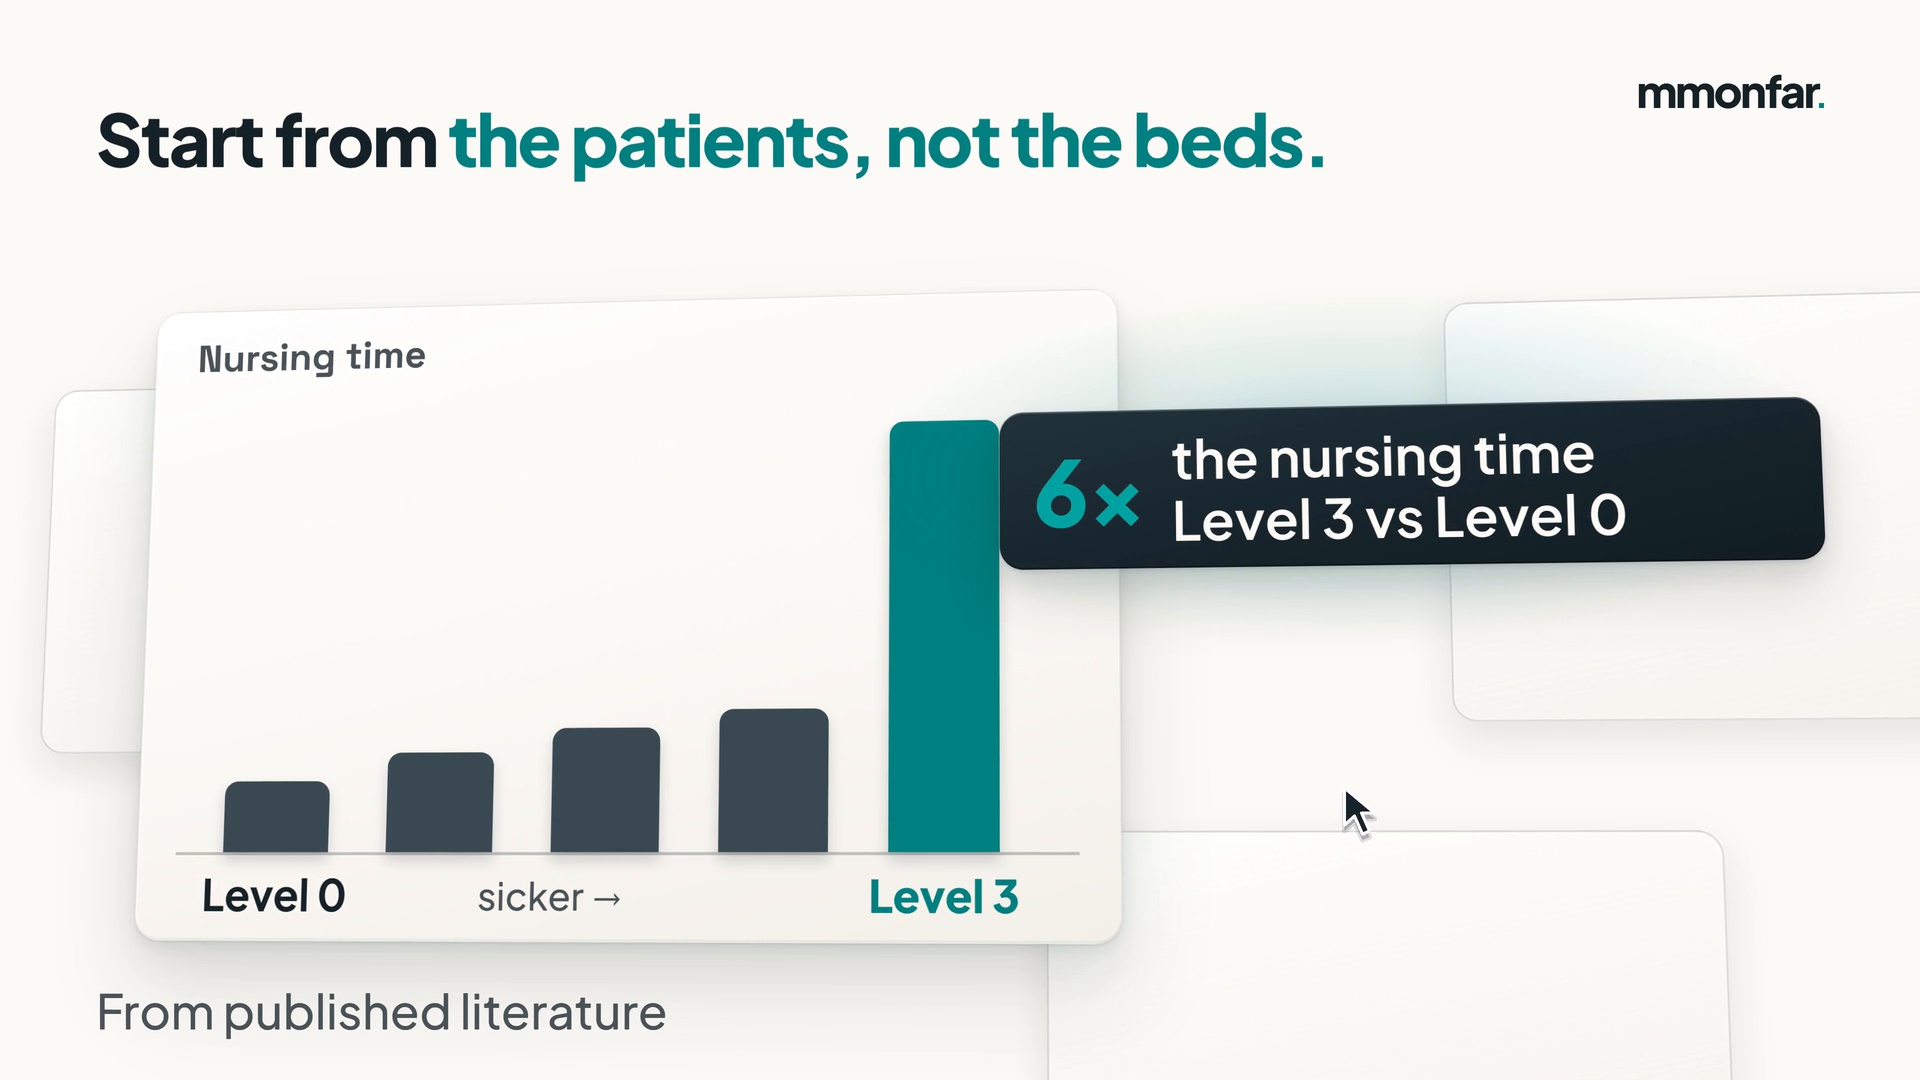 mmonfar.
Start from the patients, not the beds.
Nursing time
6×
the nursing time
Level 3 vs Level 0
Level 0
sicker →
Level 3
From published literature